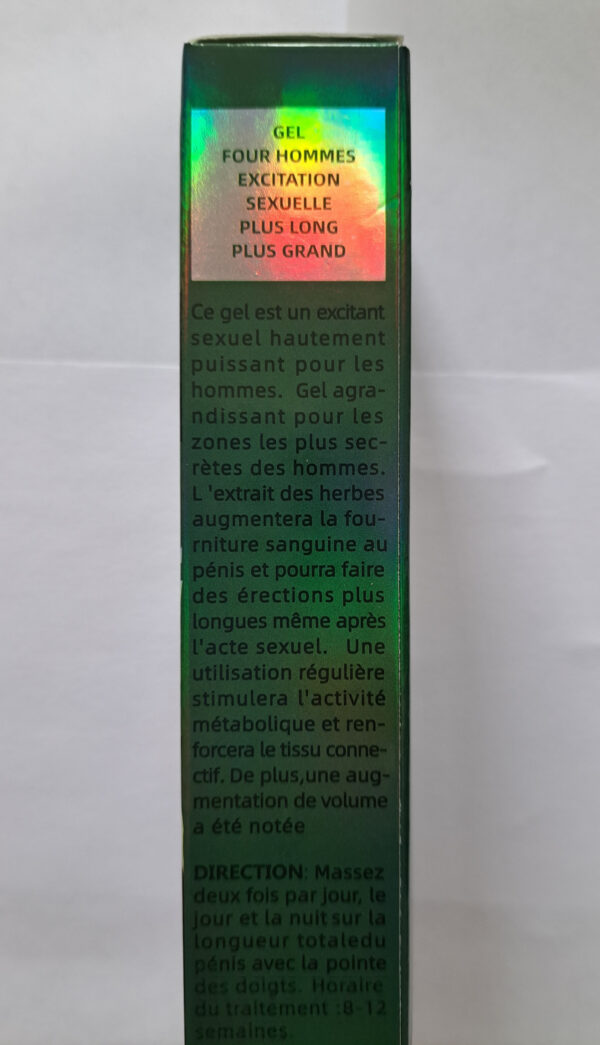 GEL
FOUR HOMMES
EXCITATION
SEXUELLE
PLUS LONG
PLUS GRAND
Ce gel est un excitant
sexuel hautement
puissant pour les
hommes. Gel agra-
ndissant pour les
zones les plus sec-
rètes des hommes.
L 'extrait des herbes
augmentera la fou-
rniture sanguine au
pénis et pourra faire
des érections plus
longues même après
l'acte sexuel. Une
utilisation régulière
stimulera l'activité
métabolique et ren-
forcera le tissu conne-
ctif. De plus,une aug-
mentation de volume
a été notée
DIRECTION: Massez
deux fois par jour, le
jour et la nuit sur la
longueur totaledu
pénis avec la pointe
des doigts. Horaire
du traitement :8-12
semaines.